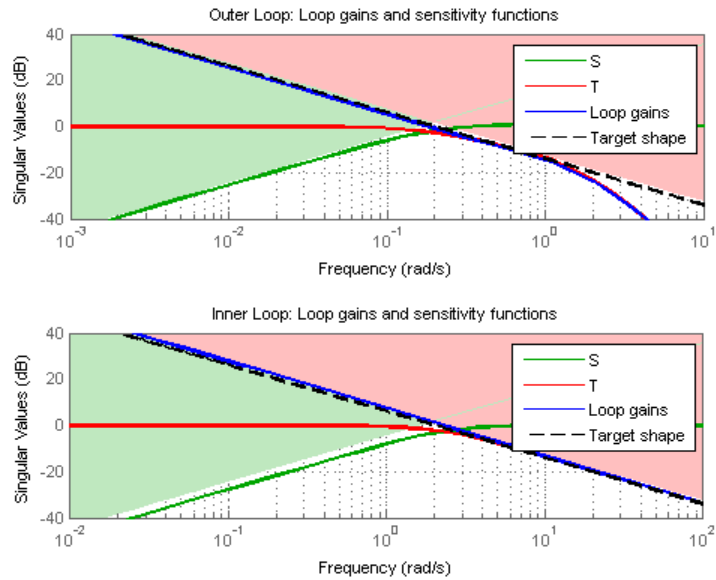 Outer Loop: Loop gains and sensitivity functions
40
20
0
-20
-40
Singular Values (dB)
S
T
Loop gains
Target shape
10^-3
10^-2
10^-1
10^0
10^1
Frequency (rad/s)
Inner Loop: Loop gains and sensitivity functions
40
20
0
-20
-40
Singular Values (dB)
S
T
Loop gains
Target shape
10^-2
10^-1
10^0
10^1
10^2
Frequency (rad/s)